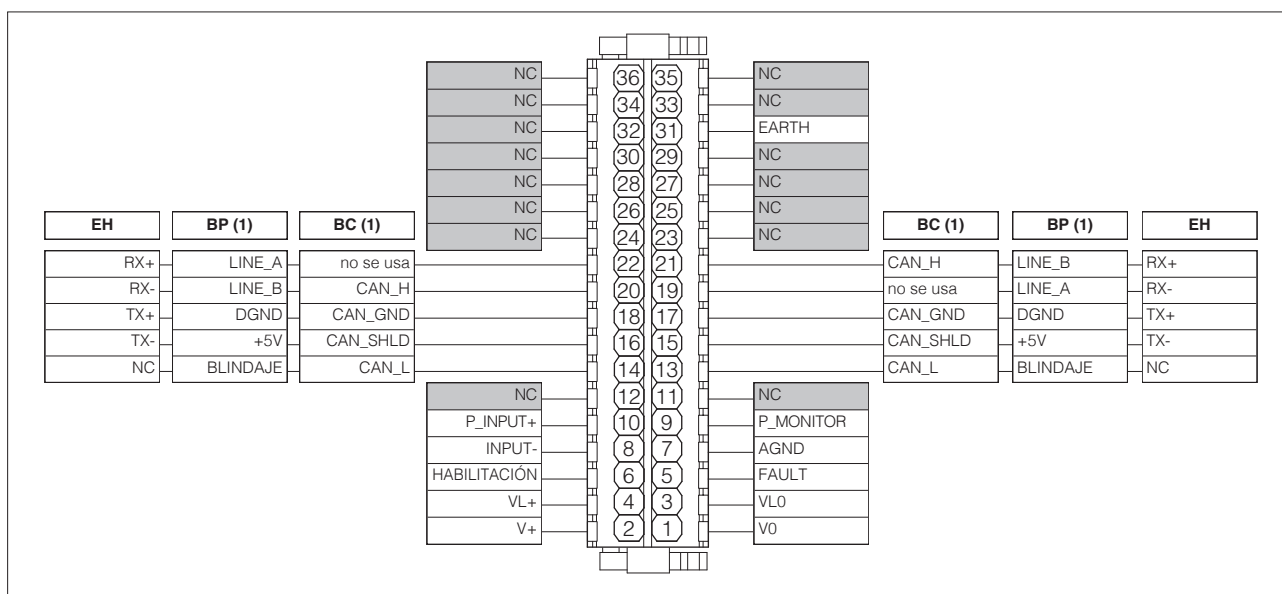 NC 36 35 NC
NC 34 33 NC
NC 32 31 EARTH
NC 30 29 NC
NC 28 27 NC
NC 26 25 NC
NC 24 23 NC
EH BP (1) BC (1) BC (1) BP (1) EH
RX+ LINE_A no se usa 22 21 CAN_H LINE_B RX+
RX- LINE_B CAN_H 20 19 no se usa LINE_A RX-
TX+ DGND CAN_GND 18 17 CAN_GND DGND TX+
TX- +5V CAN_SHLD 16 15 CAN_SHLD +5V TX-
NC BLINDAJE CAN_L 14 13 CAN_L BLINDAJE NC
NC 12 11 NC
P_INPUT+ 10 9 P_MONITOR
INPUT- 8 7 AGND
HABILITACIÓN 6 5 FAULT
VL+ 4 3 VL0
V+ 2 1 V0